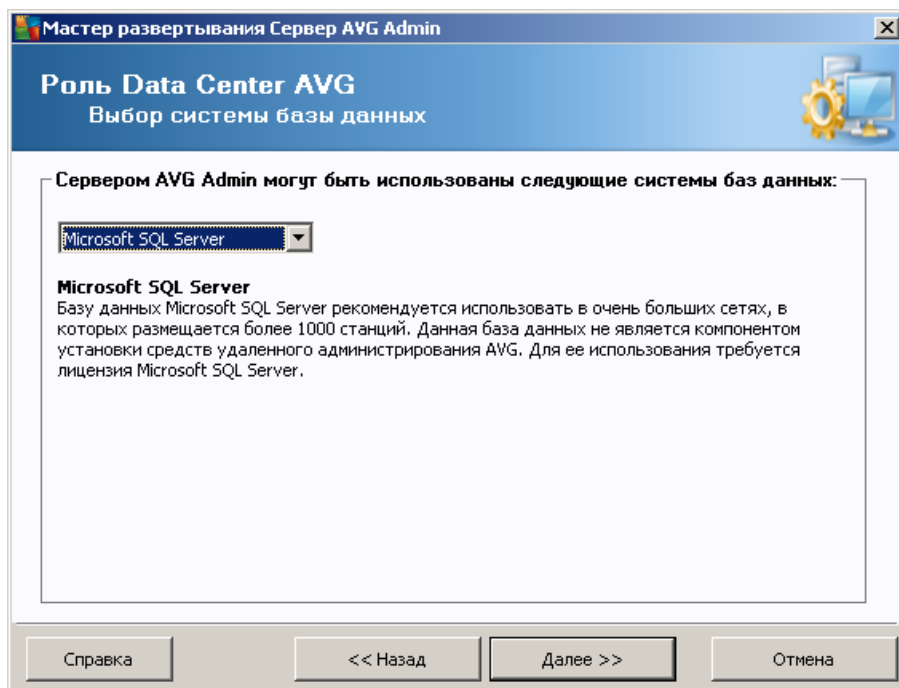 Мастер развертывания Сервер AVG Admin
Роль Data Center AVG
Выбор системы базы данных
Сервером AVG Admin могут быть использованы следующие системы баз данных:
Microsoft SQL Server
Microsoft SQL Server
Базу данных Microsoft SQL Server рекомендуется использовать в очень больших сетях, в
которых размещается более 1000 станций. Данная база данных не является компонентом
установки средств удаленного администрирования AVG. Для ее использования требуется
лицензия Microsoft SQL Server.
Справка
<< Назад
Далее >>
Отмена